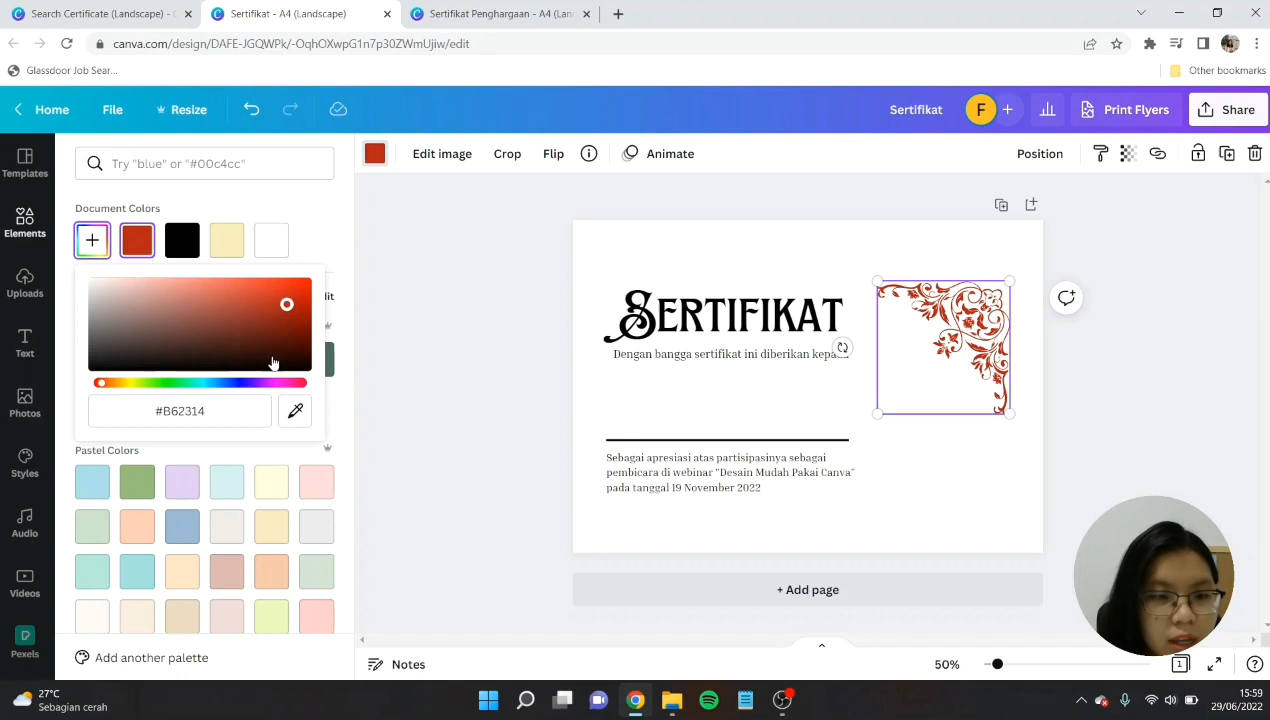 Search Certificate (Landscape) - C
Sertifikat - A4 (Landscape)
Sertifikat Penghargaan - A4 (Lan
canva.com/design/DAFE-JGQWPk/-OqhOXwpG1n7p30ZWmUjiw/edit
Glassdoor Job Sear...
Other bookmarks
Home
File
Resize
Sertifikat
F
Print Flyers
Share
Templates
Elements
Uploads
Text
Photos
Styles
Audio
Videos
Pexels
Try "blue" or "#00c4cc"
Document Colors
#B62314
Pastel Colors
Add another palette
Edit image
Crop
Flip
Animate
Position
SERTIFIKAT
Dengan bangga sertifikat ini diberikan kepada
Sebagai apresiasi atas partisipasinya sebagai
pembicara di webinar "Desain Mudah Pakai Canva"
pada tanggal 19 November 2022
+ Add page
Notes
50%
1
27°C
Sebagian cerah
15:59
29/06/2022